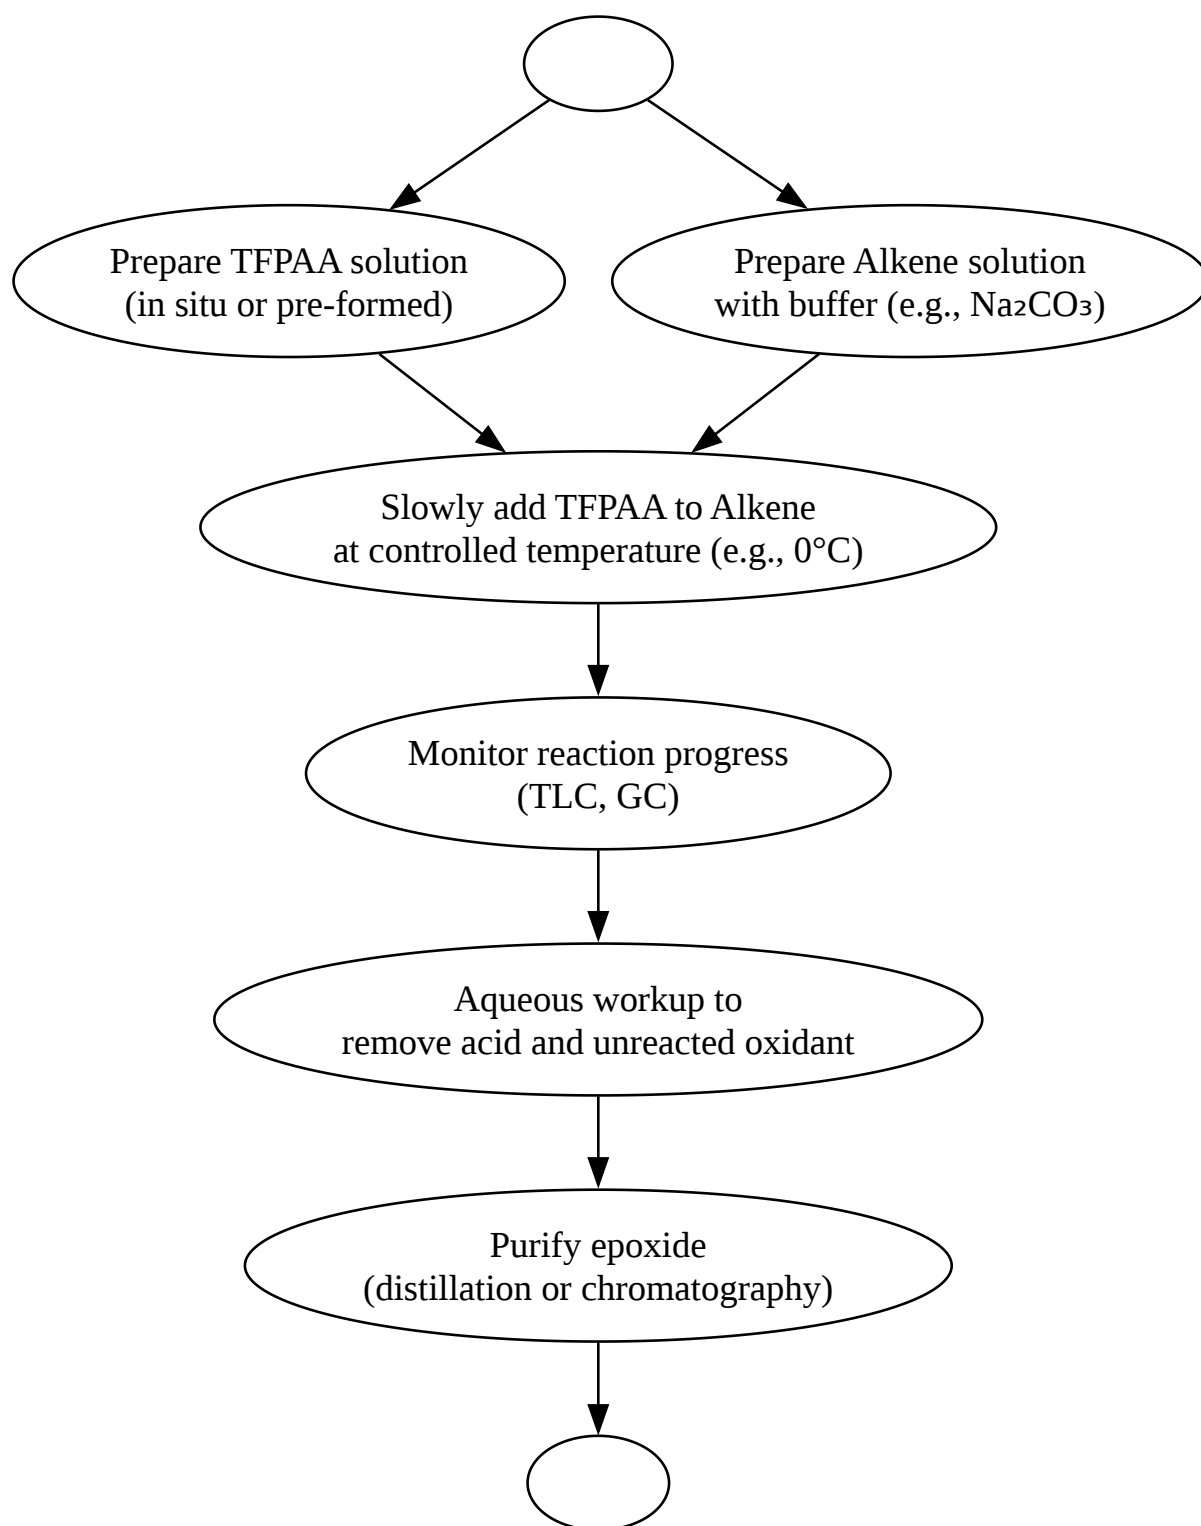 Prepare TFPAA solution
(in situ or pre-formed)
Prepare Alkene solution
with buffer (e.g., Na₂CO₃)
Slowly add TFPAA to Alkene
at controlled temperature (e.g., 0°C)
Monitor reaction progress
(TLC, GC)
Aqueous workup to
remove acid and unreacted oxidant
Purify epoxide
(distillation or chromatography)